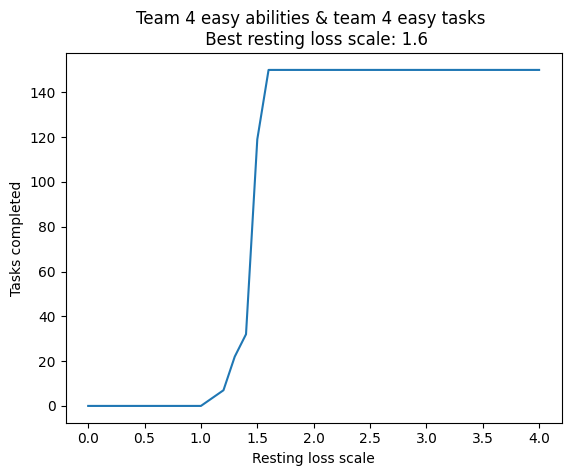 Team 4 easy abilities & team 4 easy tasks
Best resting loss scale: 1.6
140
120
100
80
60
40
20
0
Tasks completed
0.0 0.5 1.0 1.5 2.0 2.5 3.0 3.5 4.0
Resting loss scale